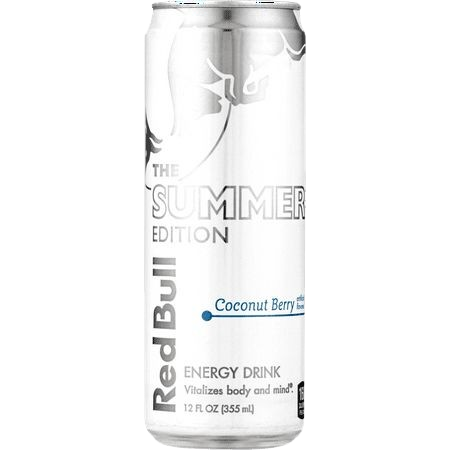 THE
SUMMER
EDITION
Red Bull
Coconut Berry
ENERGY DRINK
Vitalizes body and mind®.
12 FL OZ (355 mL)